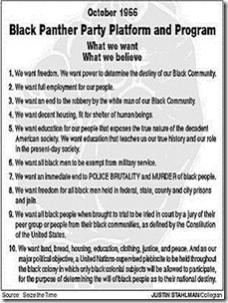 October 1966
Black Panther Party Platform and Program
What we want
What we believe
1. We want freedom. We want power to determine the destiny of our Black Community.
2. We want full employment for our people.
3. We want an end to the robbery by the white man of our Black Community.
4. We want decent housing, fit for shelter of human beings.
5. We want education for our people that exposes the true nature of the decadent
American society. We want education that teaches us our true history and our role
in the present-day society.
6. We want all black men to be exempt from military service.
7. We want an immediate end to POLICE BRUTALITY and MURDER of black people.
8. We want freedom for all black men held in federal, state, county and city prisons
and jails.
9. We want all black people when brought to trial to be tried in court by a jury of their
peer group or people from their black communities, as defined by the Constitution
of the United States.
10. We want land, bread, housing, education, clothing, justice, and peace. And as our
major political objective, a United Nations-supervised plebiscite to be held throughout
the black colony in which only black colonial subjects will be allowed to participate,
for the purpose of determining the will of black people as to their national destiny.
Source: Seize the Time
JUSTIN STAHLMAN/Collegian